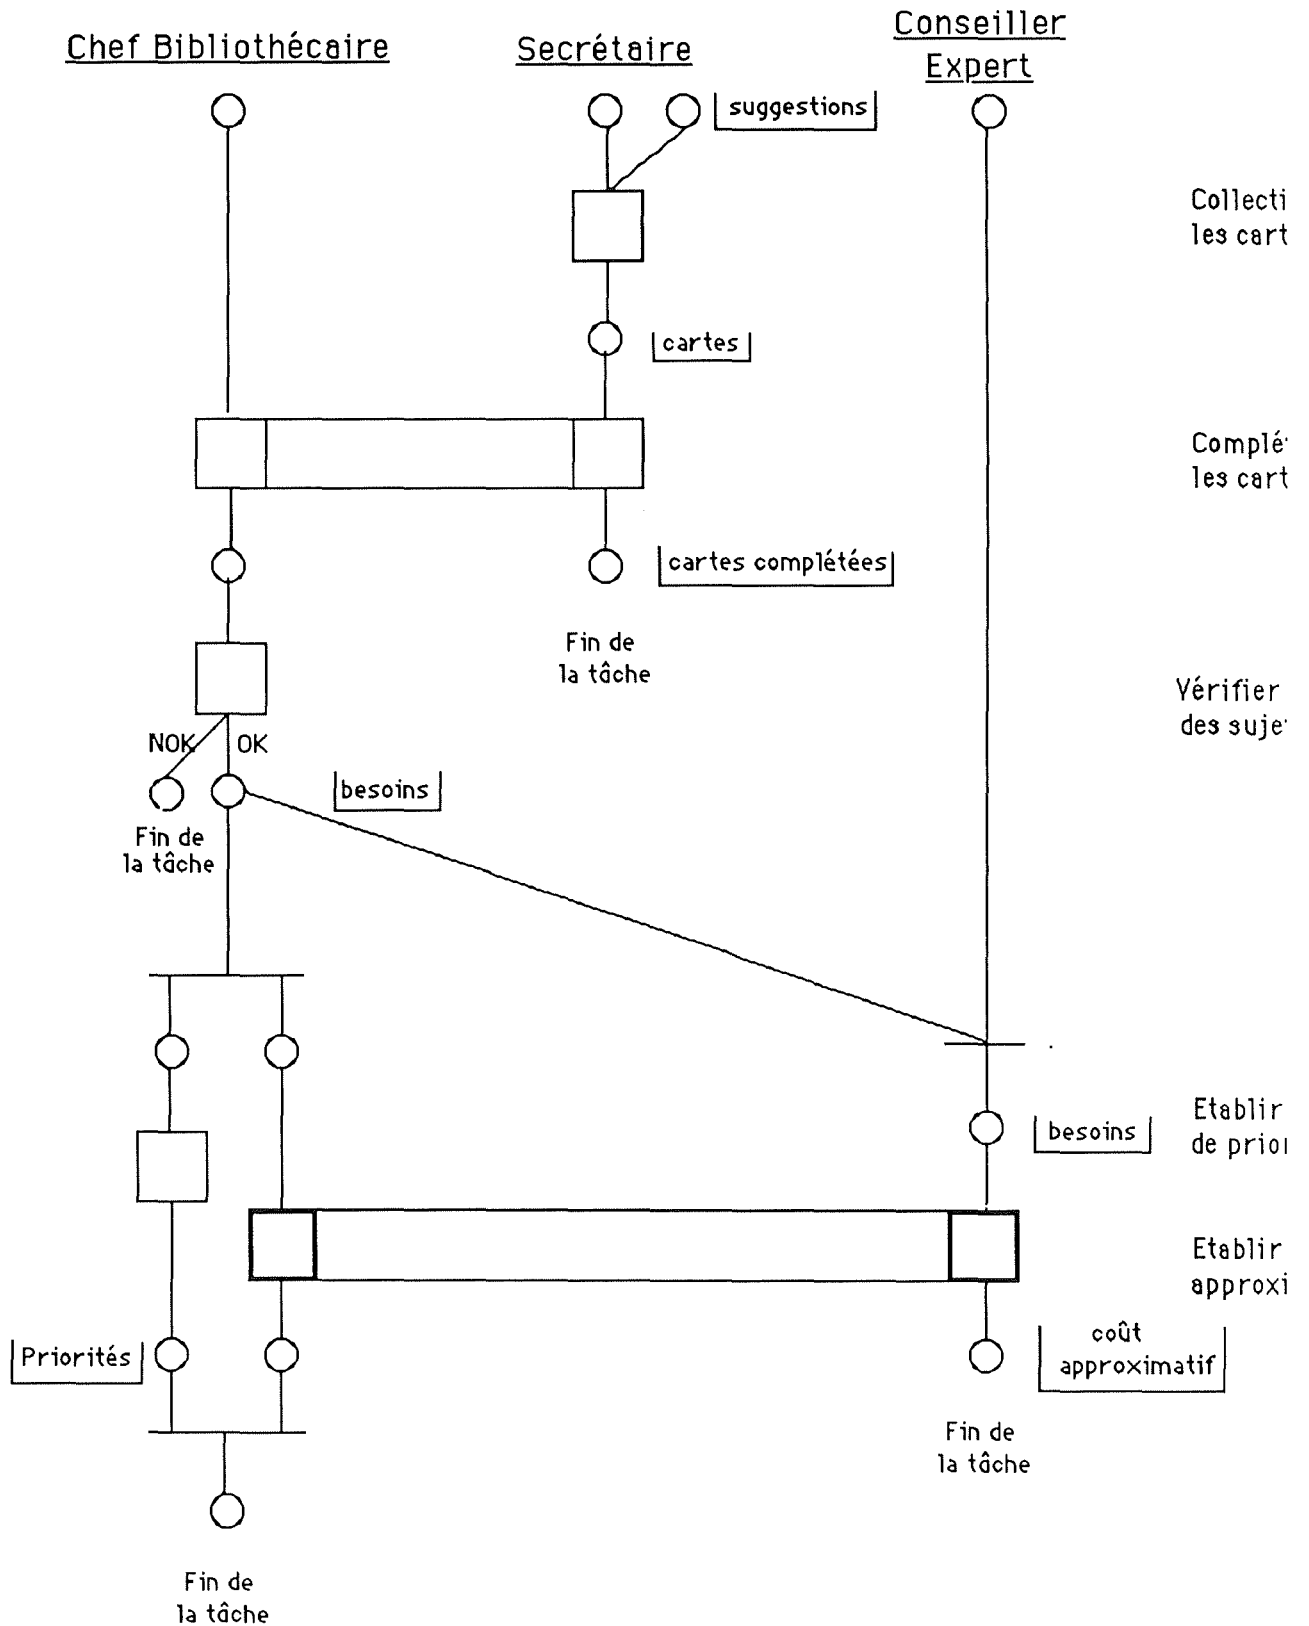 Chef Bibliothécaire
Secrétaire
Conseiller
Expert
suggestions
Collecti
les cart
cartes
Complé
les cart
cartes complétées
Fin de
la tâche
Vérifier
des suje
NOK
OK
besoins
Fin de
la tâche
besoins
Etablir
de prior
Etablir
approxi
Priorités
coût
approximatif
Fin de
la tâche
Fin de
la tâche